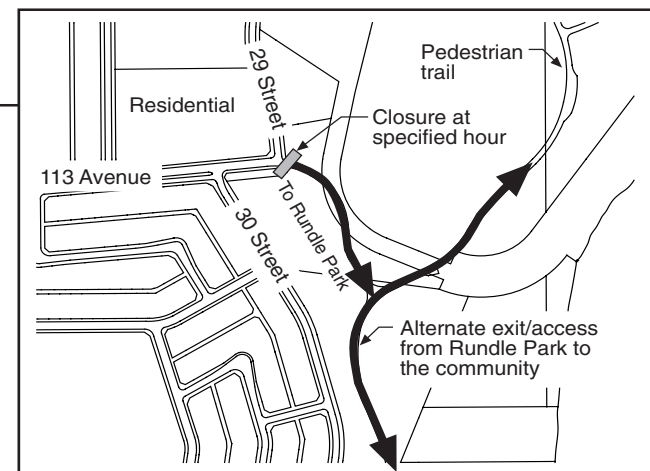 29 Street
Pedestrian
trail
Residential
Closure at
specified hour
113 Avenue
To Rundle Park
30 Street
Alternate exit/access
from Rundle Park to
the community